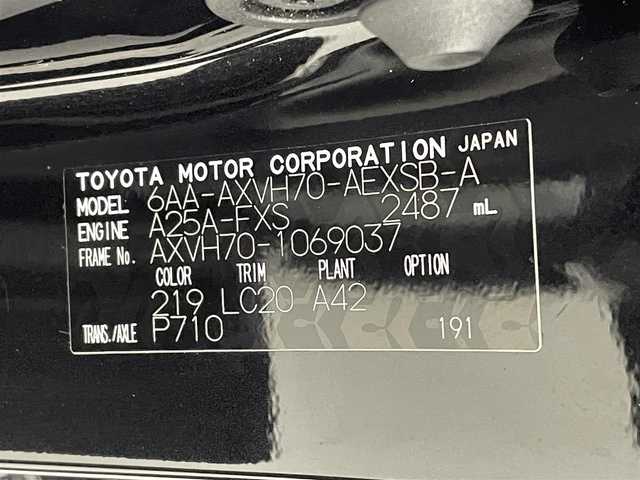 TOYOTA MOTOR CORPORATION JAPAN
MODEL 6AA-AXVH70-AEXSB-A
ENGINE A25A-FXS 2487 mL
FRAME No. AXVH70-1069037
COLOR TRIM PLANT OPTION
219 LC20 A42
TRANS./AXLE P710 191